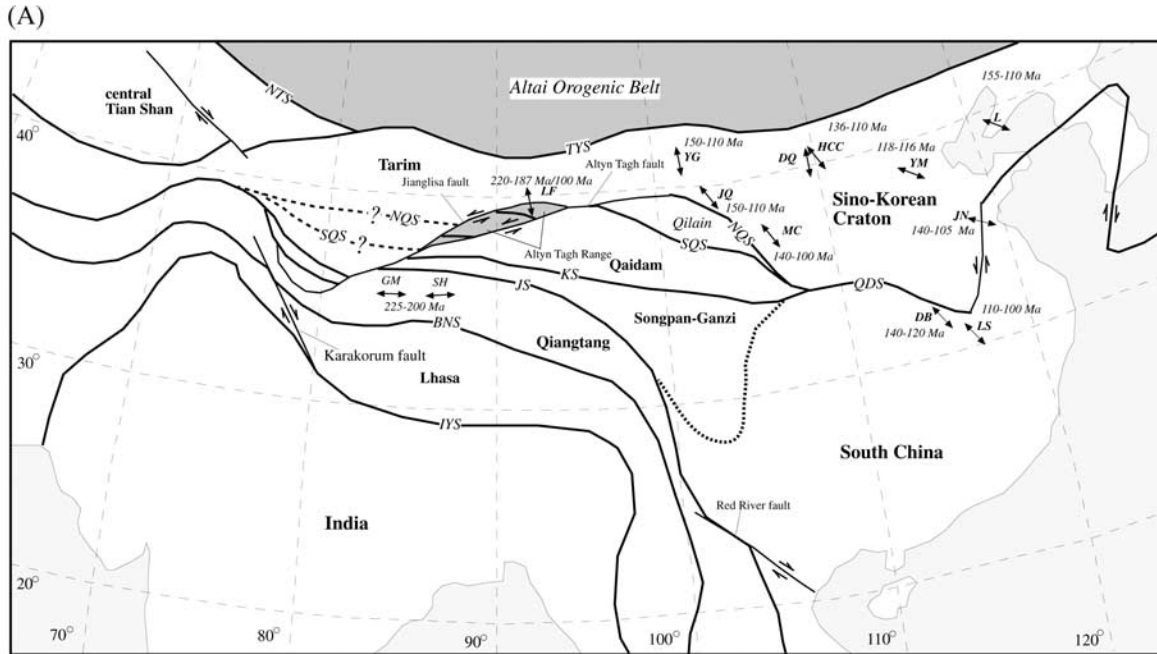 (A)
Altai Orogenic Belt
central
Tian Shan
NTS
TYS
40°
30°
20°
Tarim
Jianglisa fault
220-187 Ma/100 Ma
LF
Altyn Tagh fault
150-110 Ma
YG
136-110 Ma
DQ
HCC
155-110 Ma
L
118-116 Ma
YM
JQ
150-110 Ma
Sino-Korean
Craton
JN
140-105 Ma
? NQS
SQS ?
Qilain
SQS
NQS
MC
140-100 Ma
Altyn Tagh Range
Qaidam
KS
QDS
GM
SH
225-200 Ma
JS
BNS
Songpan-Ganzi
110-100 Ma
DB
LS
140-120 Ma
Qiangtang
Karakorum fault
Lhasa
IYS
South China
Red River fault
India
70°
80°
90°
100°
110°
120°